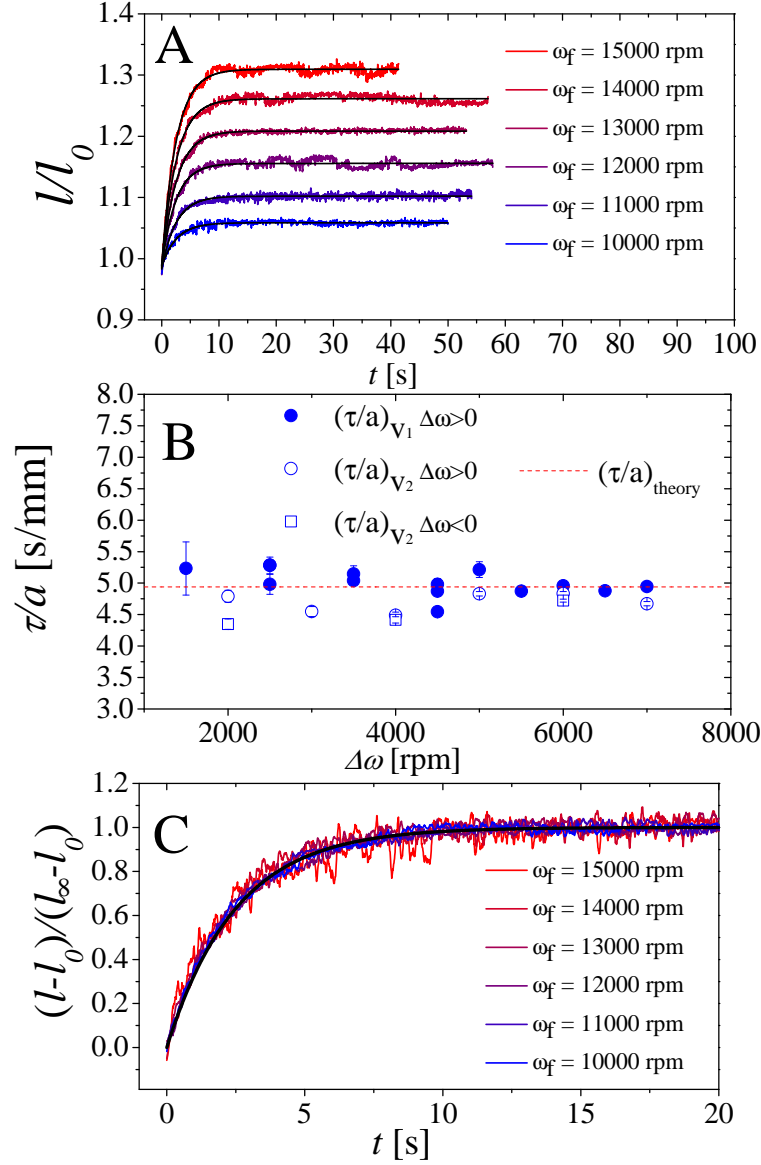 A
1.4
1.3
1.2
1.1
1.0
0.9
l/l0
0 10 20 30 40 50 60 70 80 90 100
t [s]
ωf = 15000 rpm
ωf = 14000 rpm
ωf = 13000 rpm
ωf = 12000 rpm
ωf = 11000 rpm
ωf = 10000 rpm
B
8.0
7.5
7.0
6.5
6.0
5.5
5.0
4.5
4.0
3.5
3.0
τ/a [s/mm]
(τ/a)V1 Δω>0
(τ/a)V2 Δω>0
(τ/a)V2 Δω<0
(τ/a)theory
2000 4000 6000 8000
Δω [rpm]
C
1.2
1.0
0.8
0.6
0.4
0.2
0.0
(l-l0)/(l∞-l0)
ωf = 15000 rpm
ωf = 14000 rpm
ωf = 13000 rpm
ωf = 12000 rpm
ωf = 11000 rpm
ωf = 10000 rpm
0 5 10 15 20
t [s]